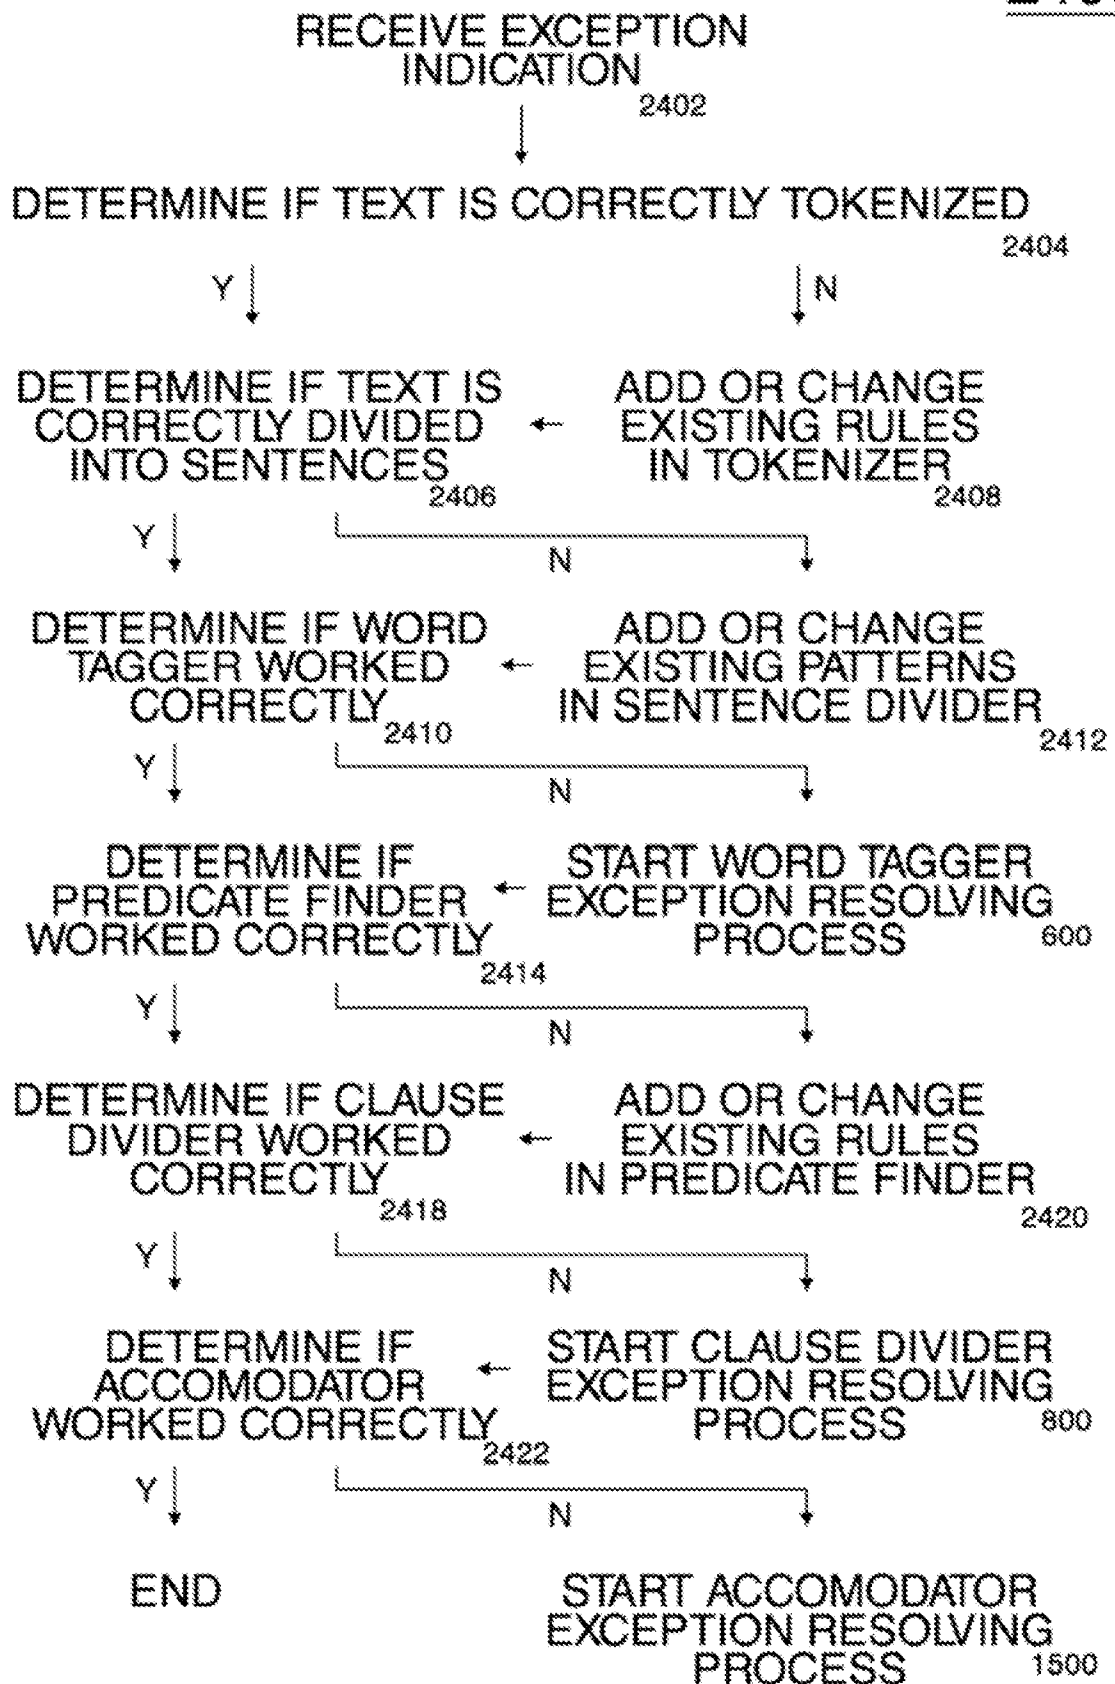 RECEIVE EXCEPTION
INDICATION
2402
DETERMINE IF TEXT IS CORRECTLY TOKENIZED
2404
Y
N
DETERMINE IF TEXT IS
CORRECTLY DIVIDED
INTO SENTENCES
2406
ADD OR CHANGE
EXISTING RULES
IN TOKENIZER
2408
Y
N
DETERMINE IF WORD
TAGGER WORKED
CORRECTLY
2410
ADD OR CHANGE
EXISTING PATTERNS
IN SENTENCE DIVIDER
2412
Y
N
DETERMINE IF
PREDICATE FINDER
WORKED CORRECTLY
2414
START WORD TAGGER
EXCEPTION RESOLVING
PROCESS
600
Y
N
DETERMINE IF CLAUSE
DIVIDER WORKED
CORRECTLY
2418
ADD OR CHANGE
EXISTING RULES
IN PREDICATE FINDER
2420
Y
N
DETERMINE IF
ACCOMODATOR
WORKED CORRECTLY
2422
START CLAUSE DIVIDER
EXCEPTION RESOLVING
PROCESS
800
Y
N
END
START ACCOMODATOR
EXCEPTION RESOLVING
PROCESS
1500